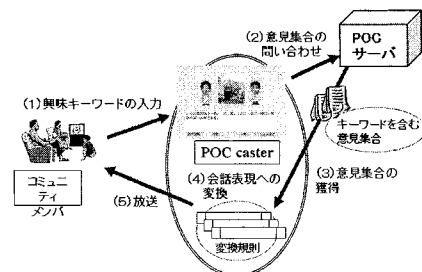 (2)意見集合の
問い合わせ
POC
サーバ
(1)興味キーワードの入力
キーワードを含む
意見集合
POC caster
(3)意見集合の
獲得
(4)会話表現への
変換
コミュニ
ティ
メンバ
(5)放送
変換規則